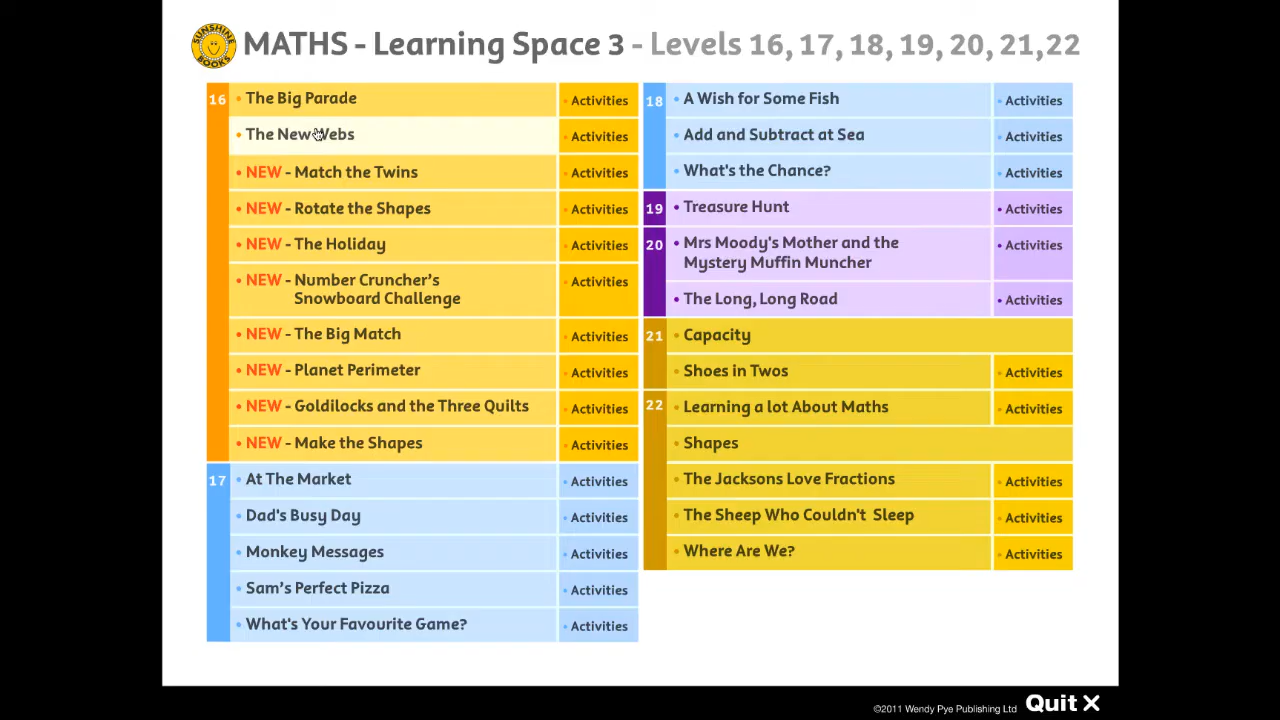 SUNSHINE BOOKS
MATHS - Learning Space 3 - Levels 16, 17, 18, 19, 20, 21,22
16 • The Big Parade • Activities
• The New Webs • Activities
• NEW - Match the Twins • Activities
• NEW - Rotate the Shapes • Activities
• NEW - The Holiday • Activities
• NEW - Number Cruncher's • Activities
Snowboard Challenge
• NEW - The Big Match • Activities
• NEW - Planet Perimeter • Activities
• NEW - Goldilocks and the Three Quilts • Activities
• NEW - Make the Shapes • Activities
17 • At The Market • Activities
• Dad's Busy Day • Activities
• Monkey Messages • Activities
• Sam's Perfect Pizza • Activities
• What's Your Favourite Game? • Activities
18 • A Wish for Some Fish • Activities
• Add and Subtract at Sea • Activities
• What's the Chance? • Activities
19 • Treasure Hunt • Activities
20 • Mrs Moody's Mother and the • Activities
Mystery Muffin Muncher
• The Long, Long Road • Activities
21 • Capacity
• Shoes in Twos • Activities
22 • Learning a lot About Maths • Activities
• Shapes
• The Jacksons Love Fractions • Activities
• The Sheep Who Couldn't Sleep • Activities
• Where Are We? • Activities
©2011 Wendy Pye Publishing Ltd Quit X